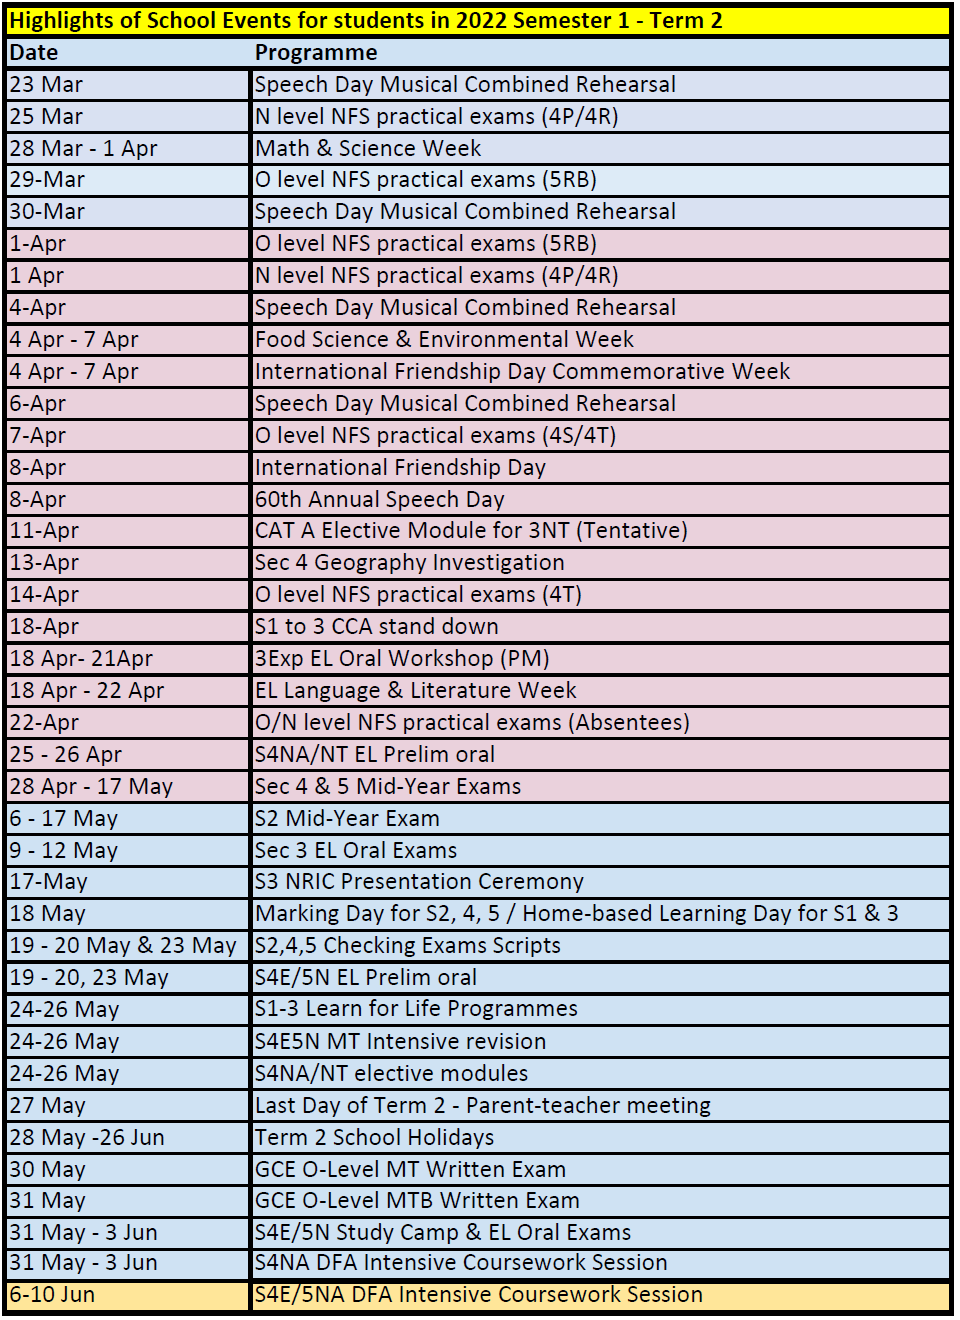 Highlights of School Events for students in 2022 Semester 1 - Term 2
Date Programme
23 Mar Speech Day Musical Combined Rehearsal
25 Mar N level NFS practical exams (4P/4R)
28 Mar - 1 Apr Math & Science Week
29-Mar O level NFS practical exams (5RB)
30-Mar Speech Day Musical Combined Rehearsal
1-Apr O level NFS practical exams (5RB)
1 Apr N level NFS practical exams (4P/4R)
4-Apr Speech Day Musical Combined Rehearsal
4 Apr - 7 Apr Food Science & Environmental Week
4 Apr - 7 Apr International Friendship Day Commemorative Week
6-Apr Speech Day Musical Combined Rehearsal
7-Apr O level NFS practical exams (4S/4T)
8-Apr International Friendship Day
8-Apr 60th Annual Speech Day
11-Apr CAT A Elective Module for 3NT (Tentative)
13-Apr Sec 4 Geography Investigation
14-Apr O level NFS practical exams (4T)
18-Apr S1 to 3 CCA stand down
18 Apr- 21Apr 3Exp EL Oral Workshop (PM)
18 Apr - 22 Apr EL Language & Literature Week
22-Apr O/N level NFS practical exams (Absentees)
25 - 26 Apr S4NA/NT EL Prelim oral
28 Apr - 17 May Sec 4 & 5 Mid-Year Exams
6 - 17 May S2 Mid-Year Exam
9 - 12 May Sec 3 EL Oral Exams
17-May S3 NRIC Presentation Ceremony
18 May Marking Day for S2, 4, 5 / Home-based Learning Day for S1 & 3
19 - 20 May & 23 May S2,4,5 Checking Exams Scripts
19 - 20, 23 May S4E/5N EL Prelim oral
24-26 May S1-3 Learn for Life Programmes
24-26 May S4E5N MT Intensive revision
24-26 May S4NA/NT elective modules
27 May Last Day of Term 2 - Parent-teacher meeting
28 May -26 Jun Term 2 School Holidays
30 May GCE O-Level MT Written Exam
31 May GCE O-Level MTB Written Exam
31 May - 3 Jun S4E/5N Study Camp & EL Oral Exams
31 May - 3 Jun S4NA DFA Intensive Coursework Session
6-10 Jun S4E/5NA DFA Intensive Coursework Session